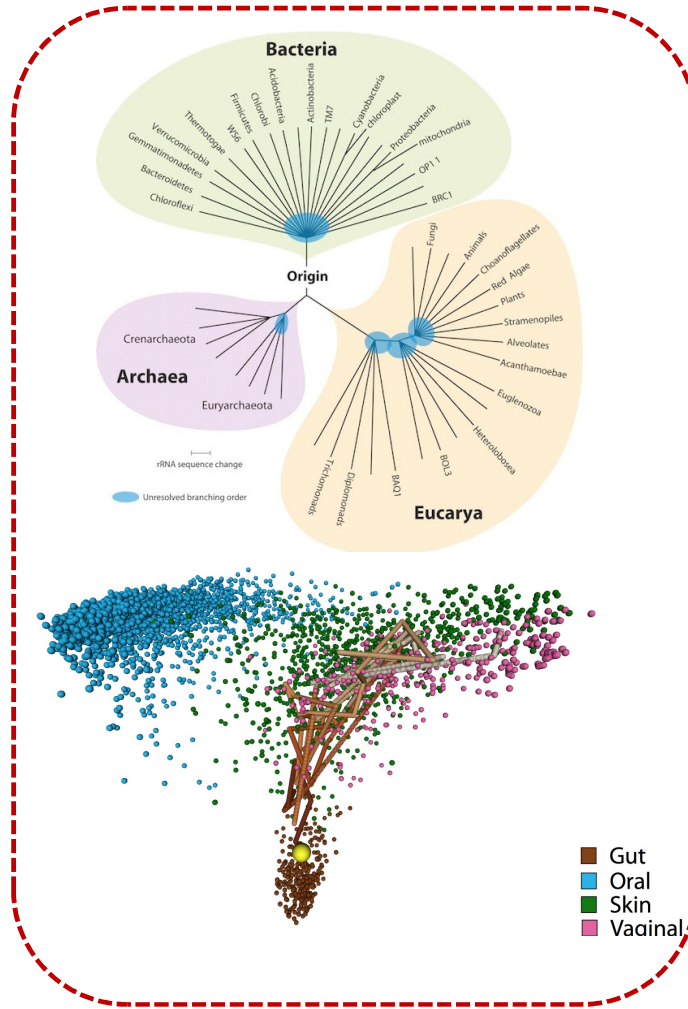 Bacteria
Chloroflexi
Bacteroidetes
Gemmatimonadetes
Verrucomicrobia
Thermotogae
WS6
Firmicutes
Chlorobi
Acidobacteria
Actinobacteria
TM7
Cyanobacteria
chloroplast
Proteobacteria
mitochondria
OP11
BRC1
Origin
Crenarchaeota
Archaea
Euryarchaeota
Fungi
Animals
Choanoflagellates
Red Algae
Plants
Stramenopiles
Alveolates
Acanthamoebae
Euglenozoa
Heterolobosea
BOL3
BAQ1
Diplomonads
Trichomonads
Eucarya
rRNA sequence change
Unresolved branching order
Gut
Oral
Skin
Vaginal